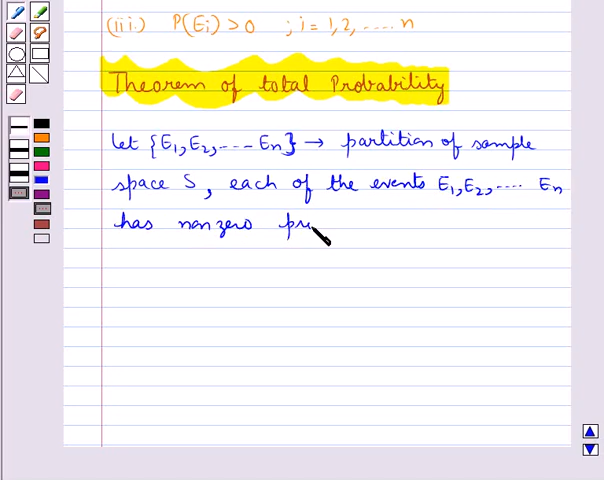 (iii.) P(Ei) > 0 ; i = 1, 2, ..... n
Theorem of total Probability
let {E1, E2, ---- En} → partition of sample
space S, each of the events E1, E2, .... En
has nonzero pr